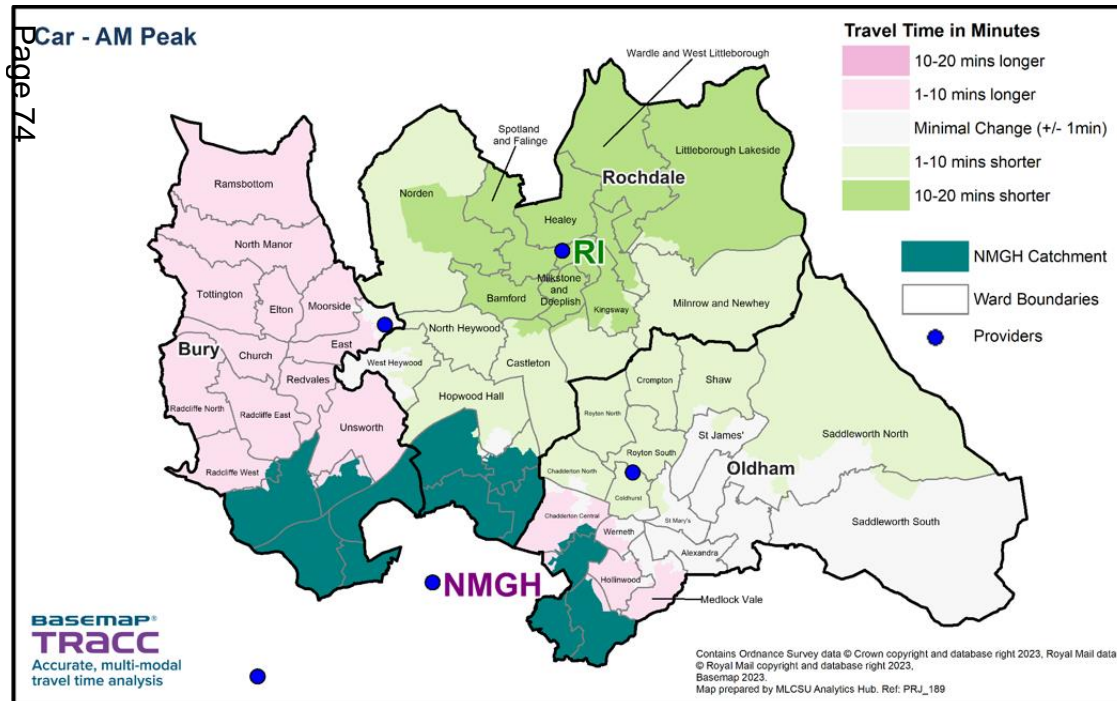 Page 74
Car - AM Peak
Travel Time in Minutes
10-20 mins longer
1-10 mins longer
Minimal Change (+/- 1min)
1-10 mins shorter
10-20 mins shorter
NMGH Catchment
Ward Boundaries
Providers
Wardle and West Littleborough
Spotland
and Falinge
Littleborough Lakeside
Rochdale
Ramsbottom
Norden
Healey
North Manor
RI
Tottington
Elton
Moorside
Bamford
Milkstone
and
Deeplish
Kingsway
Milnrow and Newhey
North Heywood
East
Bury
Church
West Heywood
Castleton
Redvales
Crompton
Shaw
Hopwood Hall
Radcliffe North
Radcliffe East
Unsworth
Royton North
St James'
Saddleworth North
Royton South
Radcliffe West
Chadderton North
Oldham
Coldhurst
Chadderton Central
St Mary's
Saddleworth South
Werneth
Alexandra
Hollinwood
NMGH
Medlock Vale
BASEMAP®
TRACC
Accurate, multi-modal
travel time analysis
Contains Ordnance Survey data © Crown copyright and database right 2023, Royal Mail data
© Royal Mail copyright and database right 2023,
Basemap 2023.
Map prepared by MLCSU Analytics Hub. Ref: PRJ_189